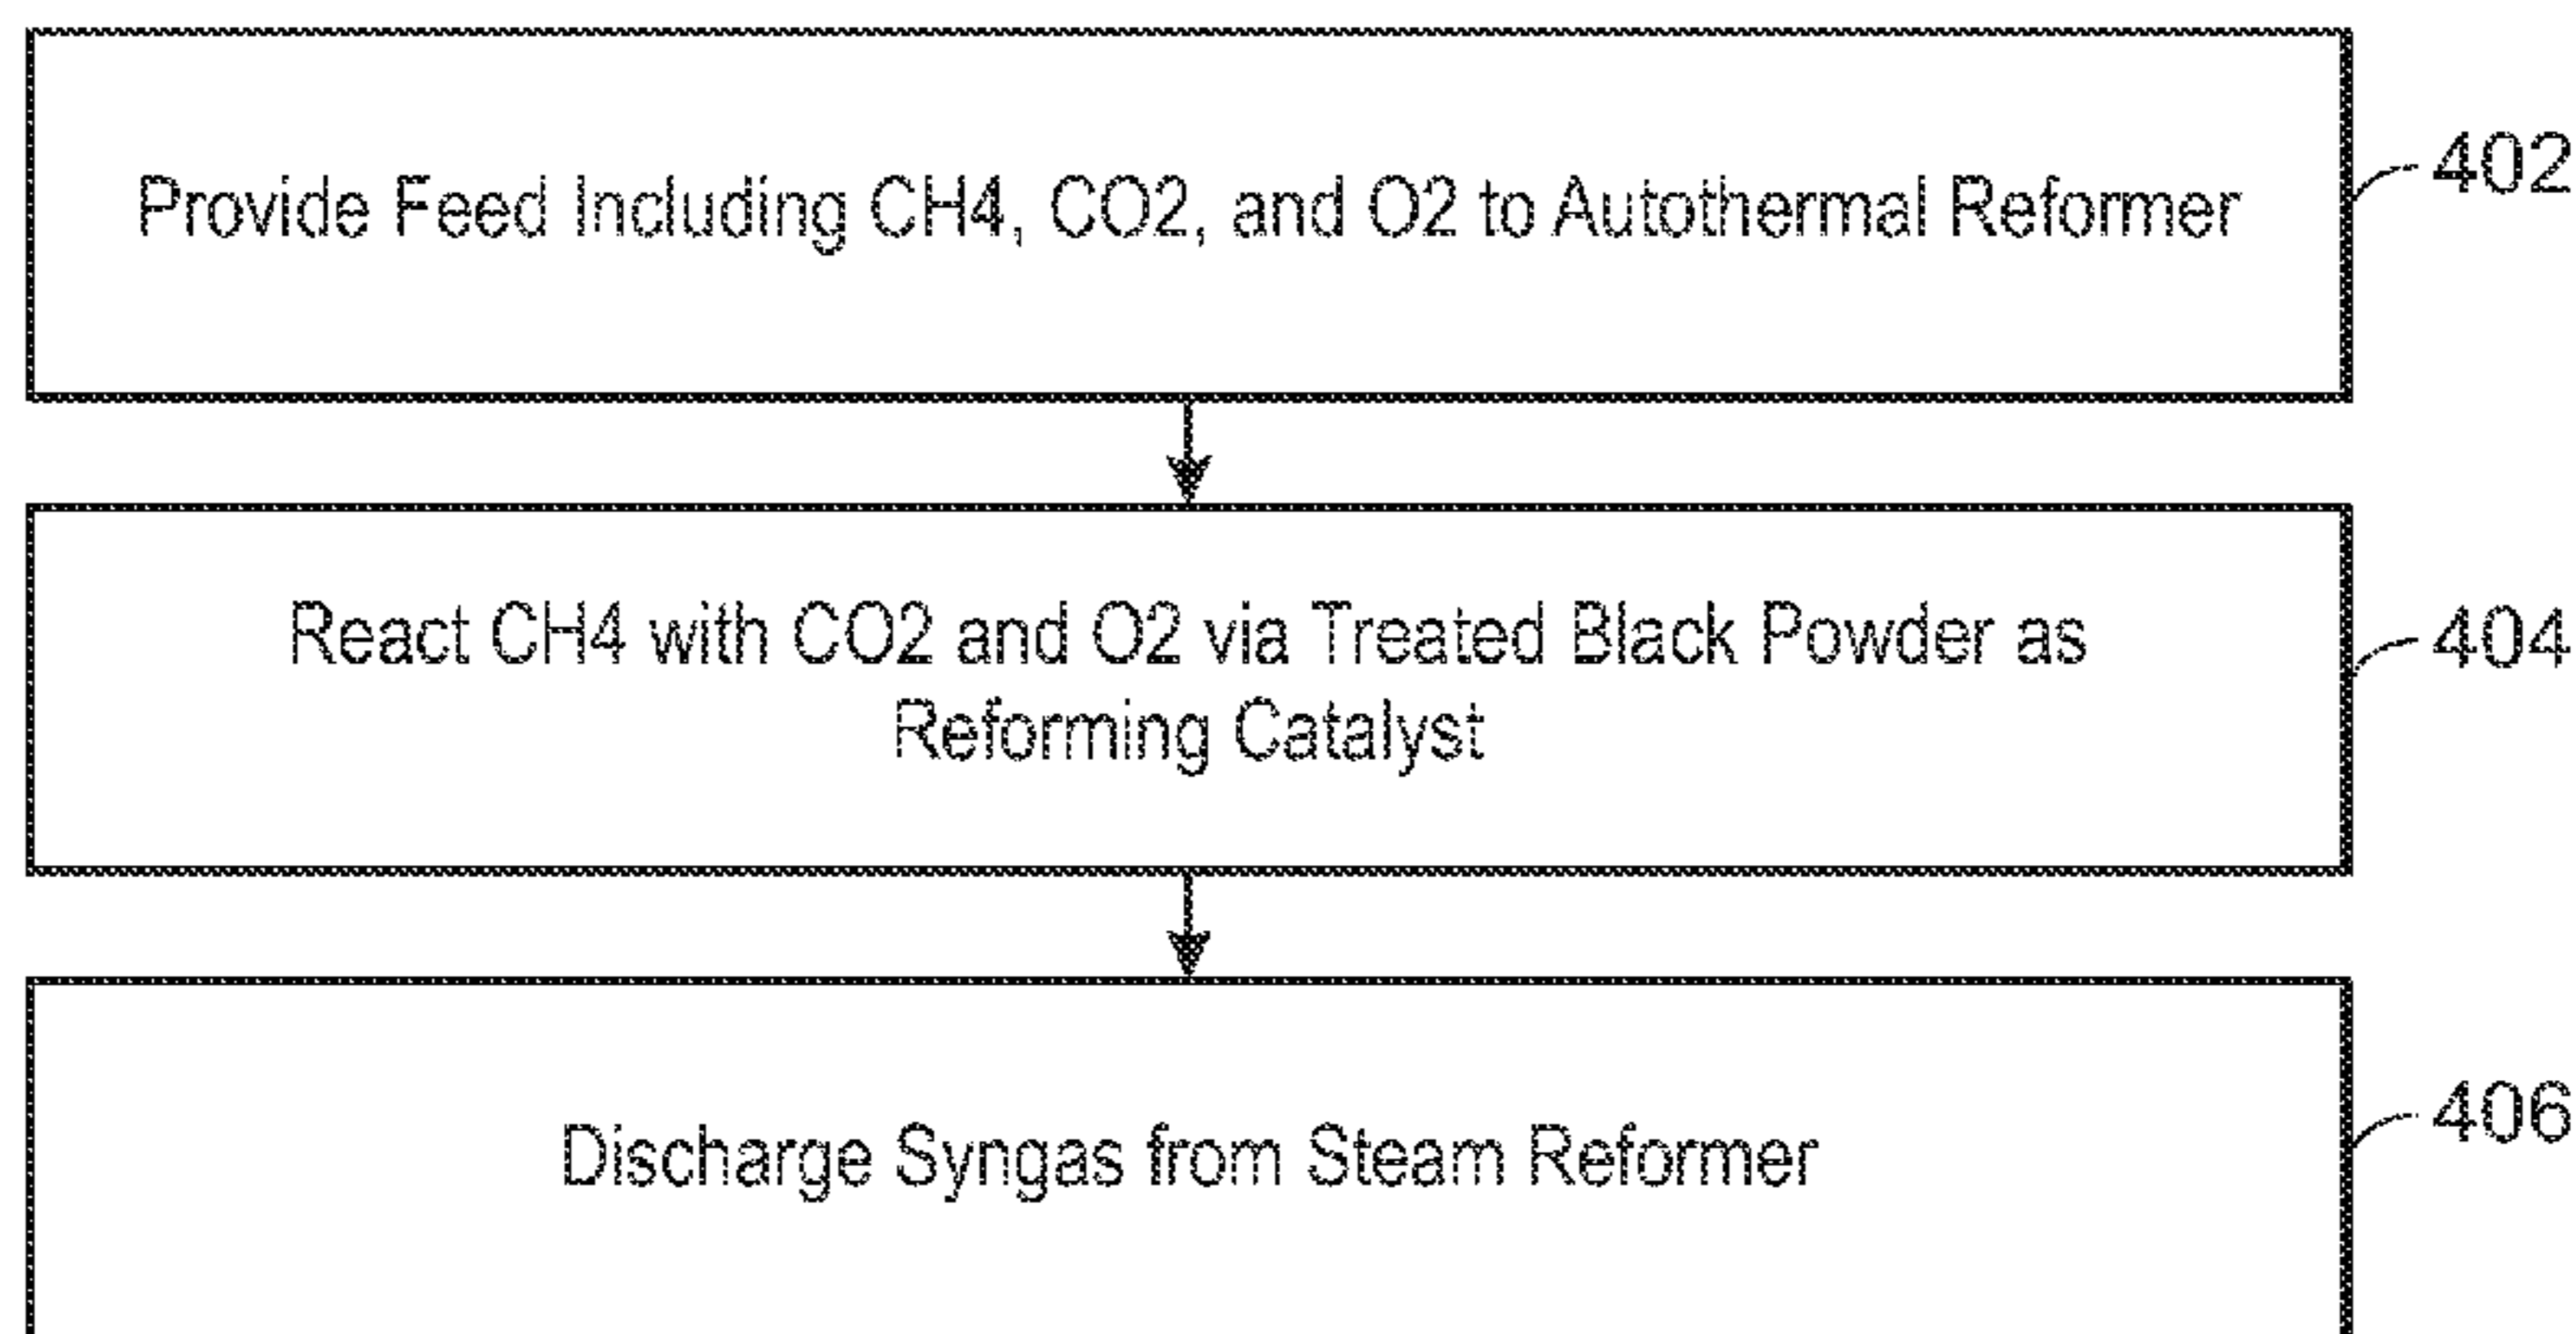 Provide Feed Including CH4, CO2, and O2 to Autothermal Reformer
402
React CH4 with CO2 and O2 via Treated Black Powder as
Reforming Catalyst
404
Discharge Syngas from Steam Reformer
406